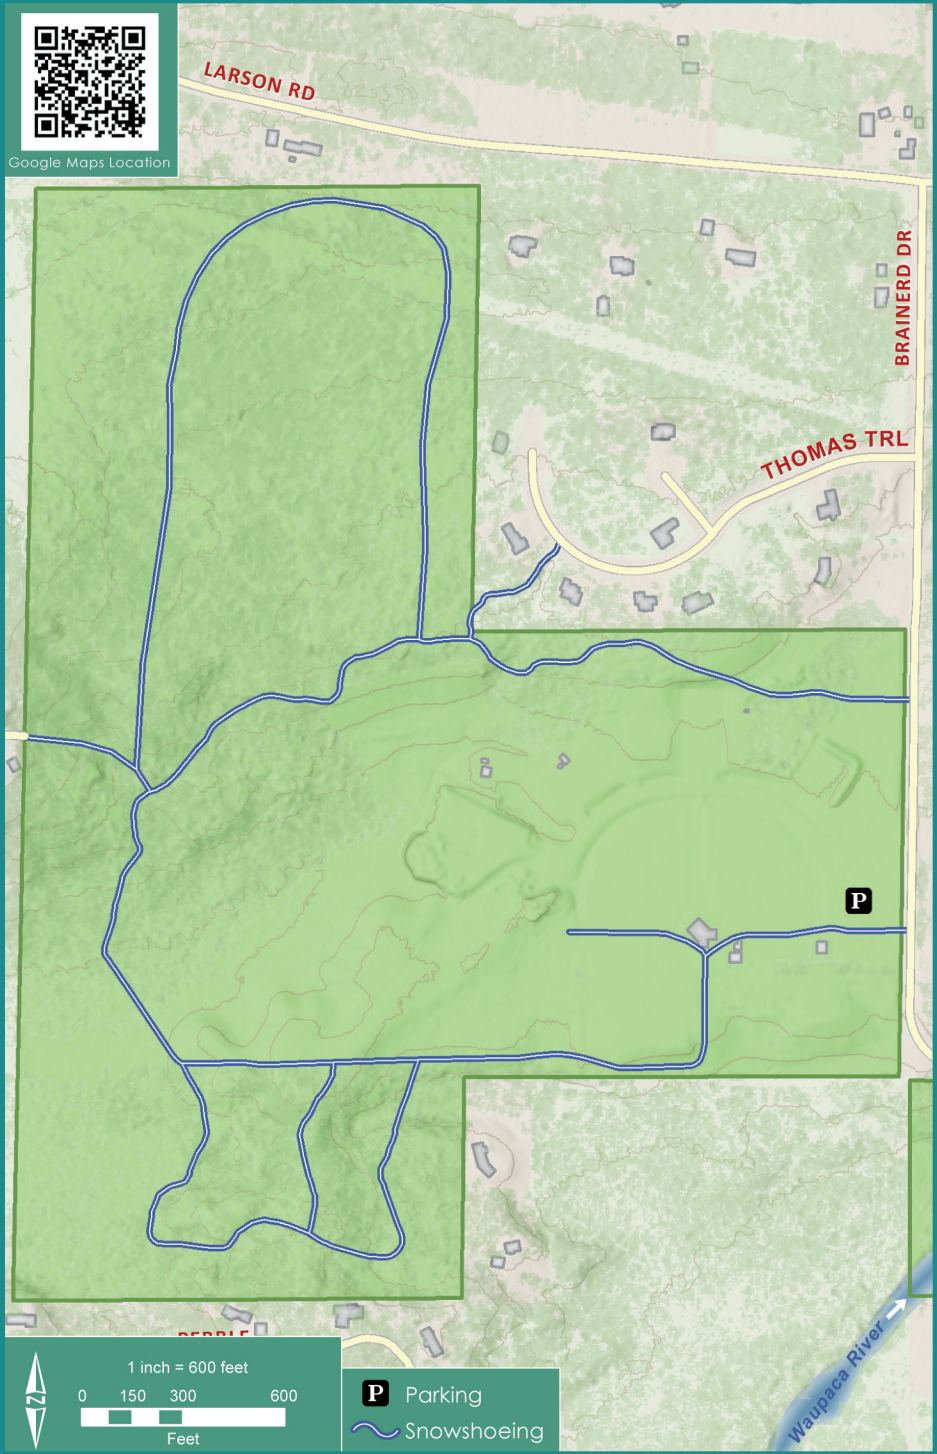 Google Maps Location
LARSON RD
BRAINERD DR
THOMAS TRL
P
1 inch = 600 feet
0 150 300 600
Feet
N
P Parking
Snowshoeing
Waupaca River